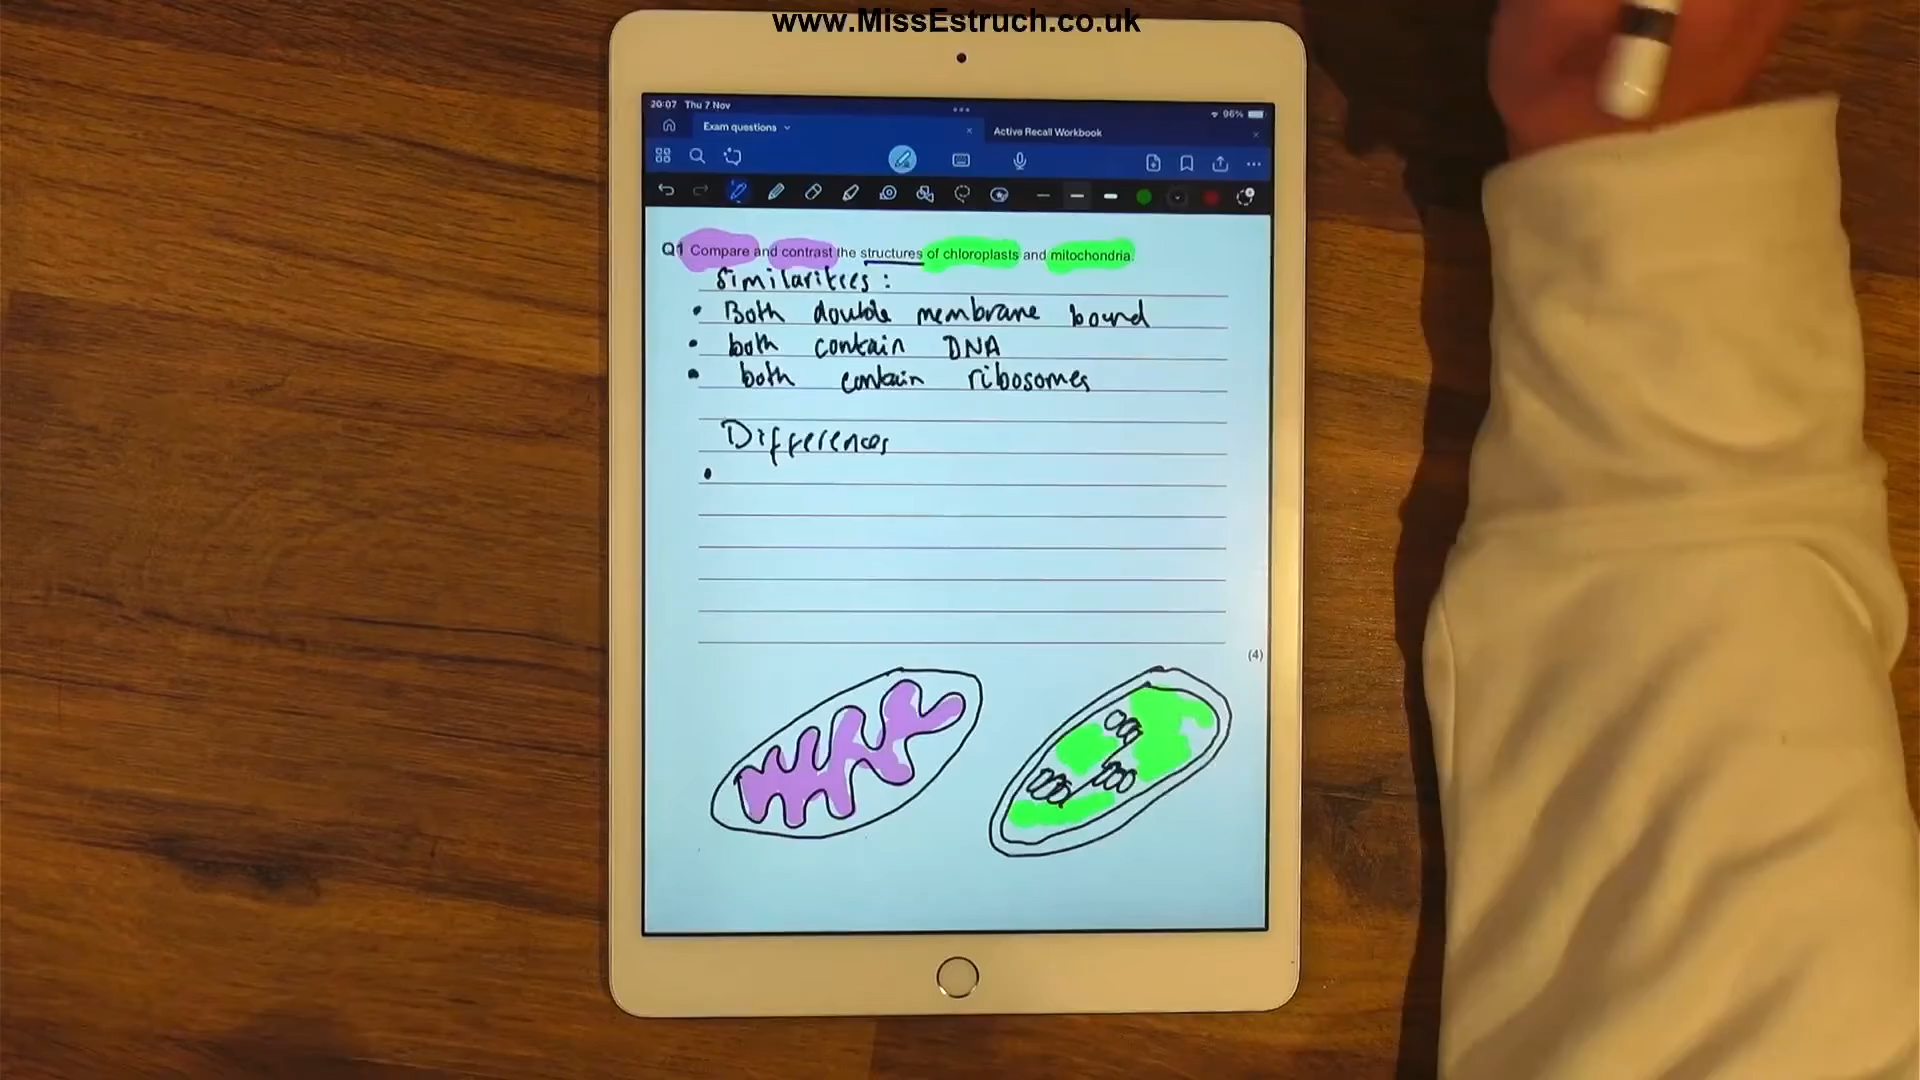 www.MissEstruch.co.uk
20:07 Thu 7 Nov
96%
Exam questions
Active Recall Workbook
Q1 Compare and contrast the structures of chloroplasts and mitochondria.
Similarities:
• Both double membrane bound
• both contain DNA
• both contain ribosomes
Differences
•
(4)